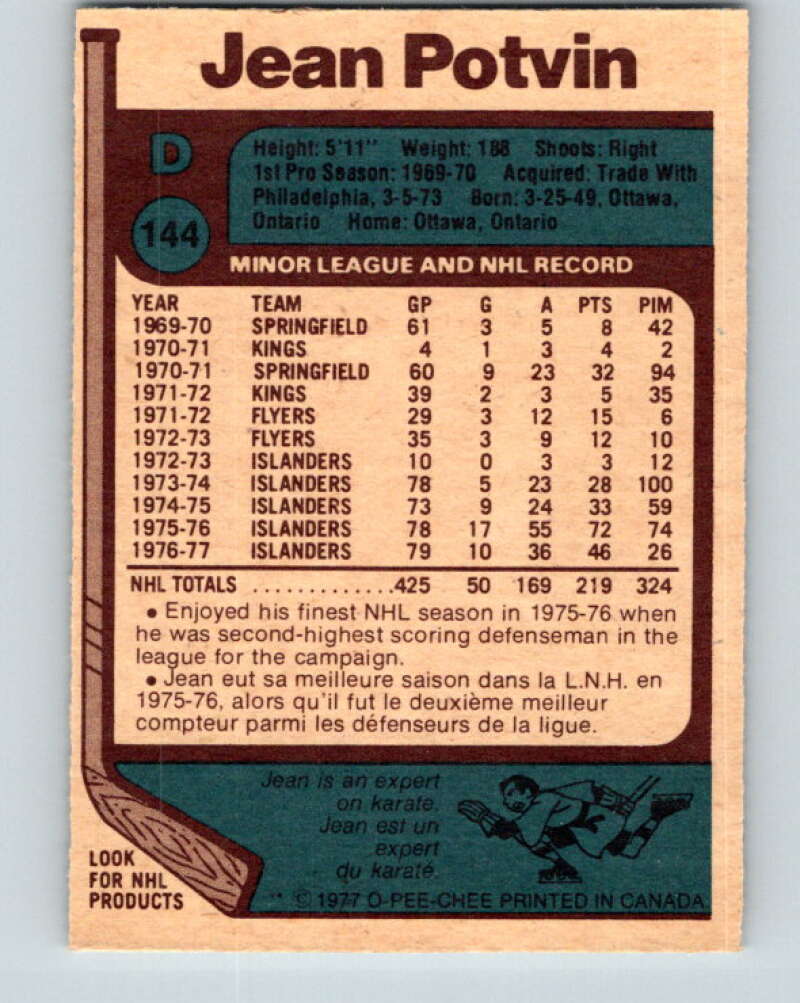 Jean Potvin
D
144
Height: 5'11" Weight: 188 Shoots: Right
1st Pro Season: 1969-70 Acquired: Trade With
Philadelphia, 3-5-73 Born: 3-25-49, Ottawa,
Ontario Home: Ottawa, Ontario
MINOR LEAGUE AND NHL RECORD
YEAR TEAM GP G A PTS PIM
1969-70 SPRINGFIELD 61 3 5 8 42
1970-71 KINGS 4 1 3 4 2
1970-71 SPRINGFIELD 60 9 23 32 94
1971-72 KINGS 39 2 3 5 35
1971-72 FLYERS 29 3 12 15 6
1972-73 FLYERS 35 3 9 12 10
1972-73 ISLANDERS 10 0 3 3 12
1973-74 ISLANDERS 78 5 23 28 100
1974-75 ISLANDERS 73 9 24 33 59
1975-76 ISLANDERS 78 17 55 72 74
1976-77 ISLANDERS 79 10 36 46 26
NHL TOTALS .............425 50 169 219 324
• Enjoyed his finest NHL season in 1975-76 when
he was second-highest scoring defenseman in the
league for the campaign.
• Jean eut sa meilleure saison dans la L.N.H. en
1975-76, alors qu'il fut le deuxième meilleur
compteur parmi les défenseurs de la ligue.
Jean is an expert
on karate.
Jean est un
expert
du karaté.
LOOK
FOR NHL
PRODUCTS
** © 1977 O-PEE-CHEE PRINTED IN CANADA